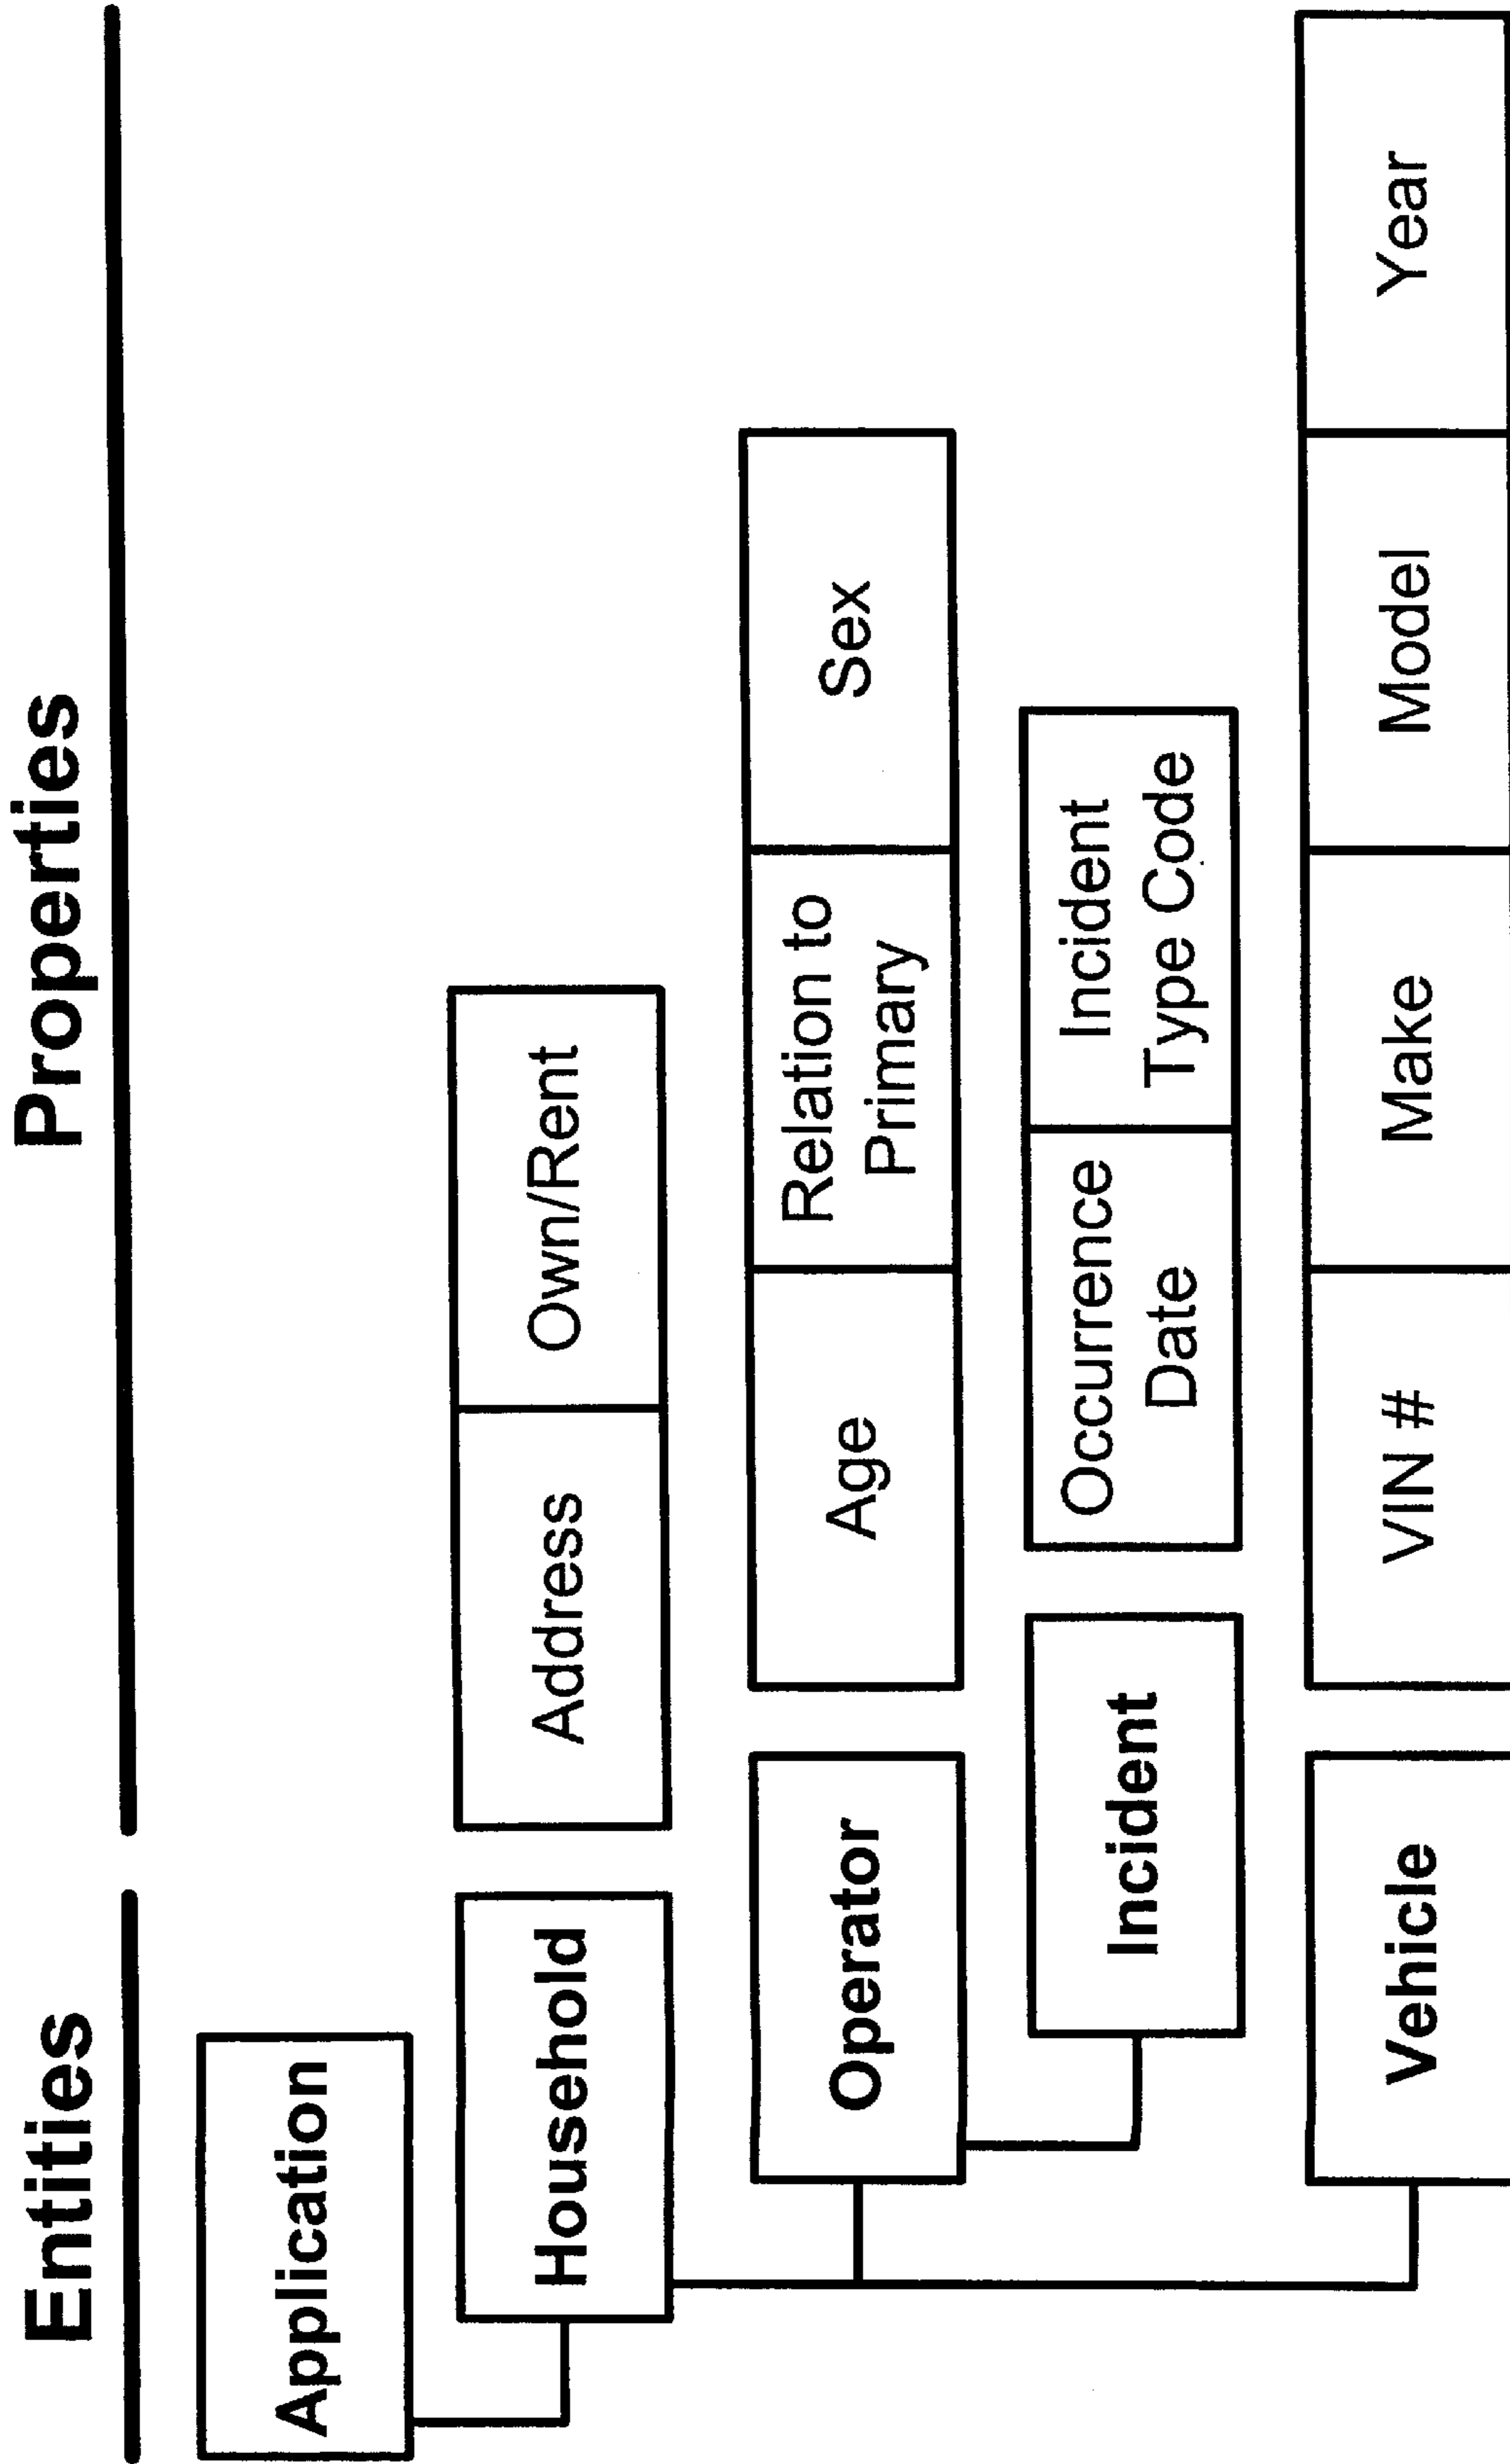 Entities
Properties
Application
Household
Address
Own/Rent
Operator
Age
Relation to
Primary
Sex
Incident
Occurrence
Date
Incident
Type Code
Vehicle
VIN #
Make
Model
Year